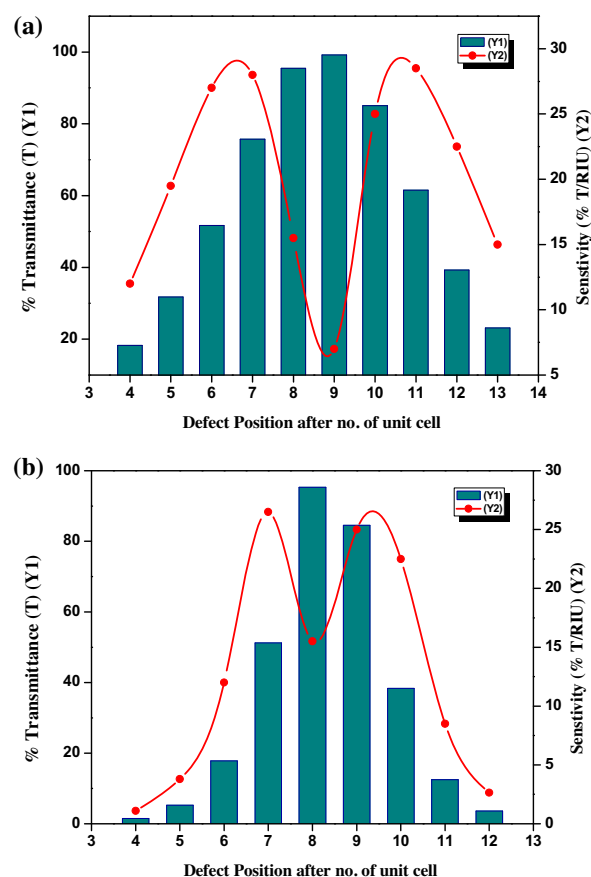 (a)
100
80
60
40
20
% Transmittance (T) (Y1)
30
25
20
15
10
5
Senstivity (% T/RIU) (Y2)
(Y1)
(Y2)
3 4 5 6 7 8 9 10 11 12 13 14
Defect Position after no. of unit cell
(b)
100
80
60
40
20
0
% Transmittance (T) (Y1)
30
25
20
15
10
5
0
Senstivity (% T/RIU) (Y2)
(Y1)
(Y2)
3 4 5 6 7 8 9 10 11 12 13
Defect Position after no. of unit cell